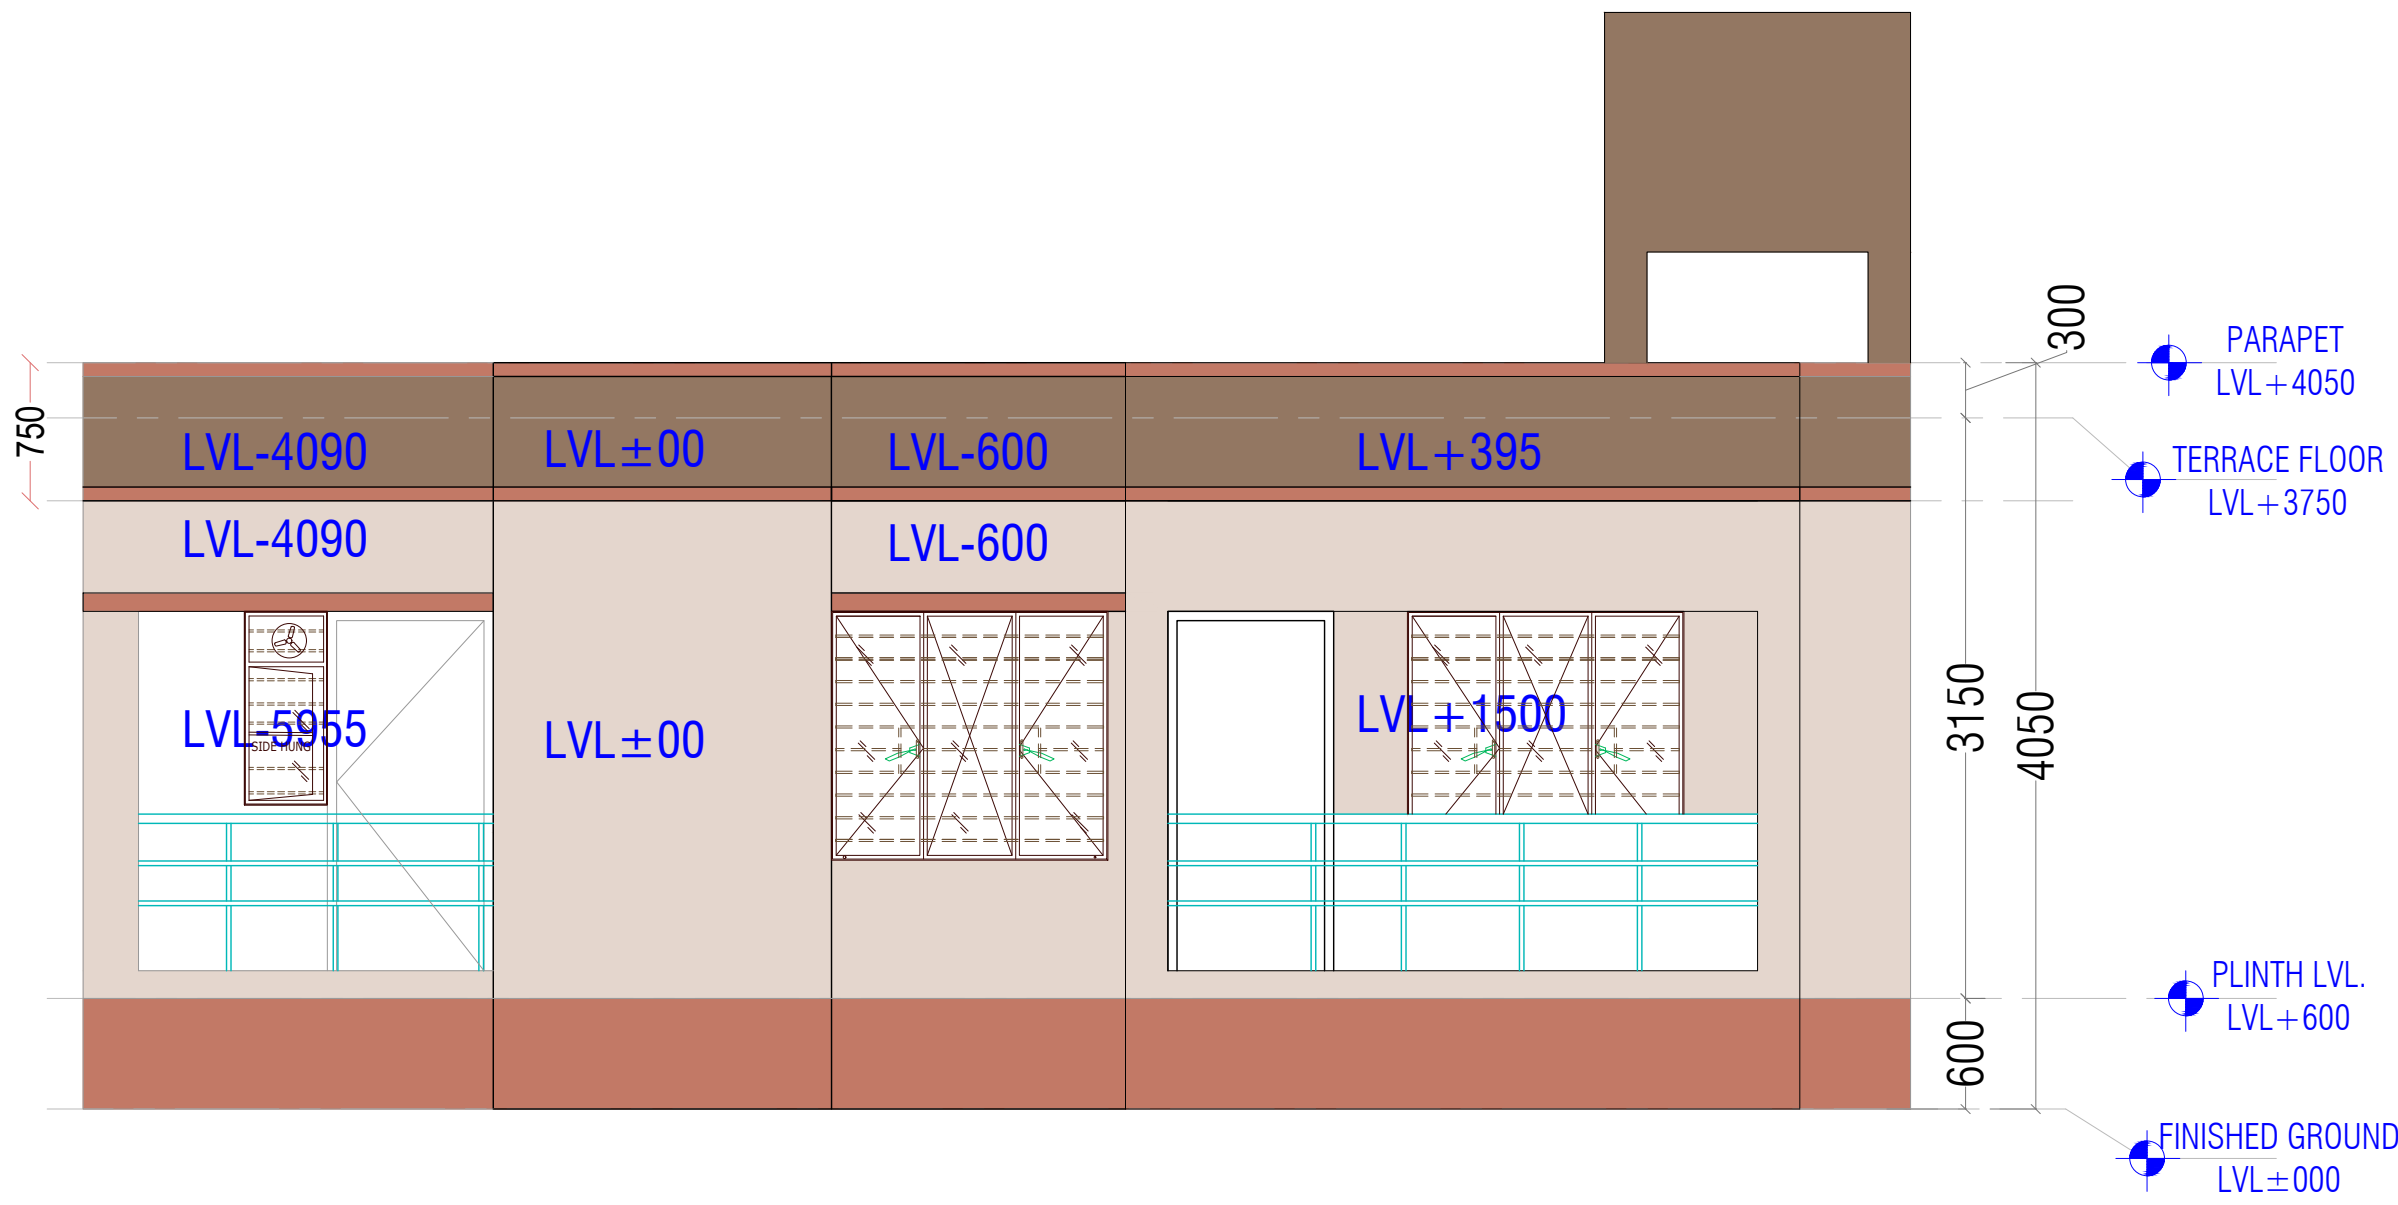 300
PARAPET
LVL+4050
750
LVL-4090
LVL±00
LVL-600
LVL+395
TERRACE FLOOR
LVL+3750
LVL-4090
LVL-600
LVL-5955
SIDE HUNG
LVL±00
LVL+1500
3150
4050
PLINTH LVL.
LVL+600
600
FINISHED GROUND
LVL±000